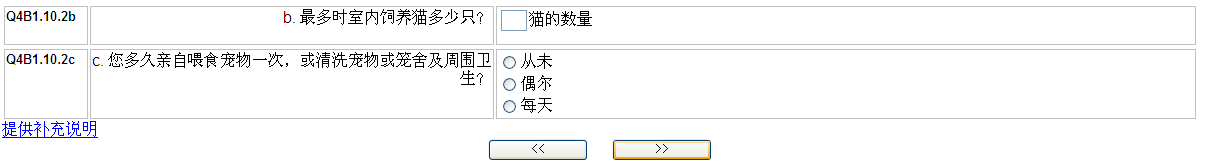 Q4B1.10.2b b. 最多时室内饲养猫多少只? 猫的数量
Q4B1.10.2c c. 您多久亲自喂食宠物一次，或清洗宠物或笼舍及周围卫生?
从未
偶尔
每天
提供补充说明
<< >>